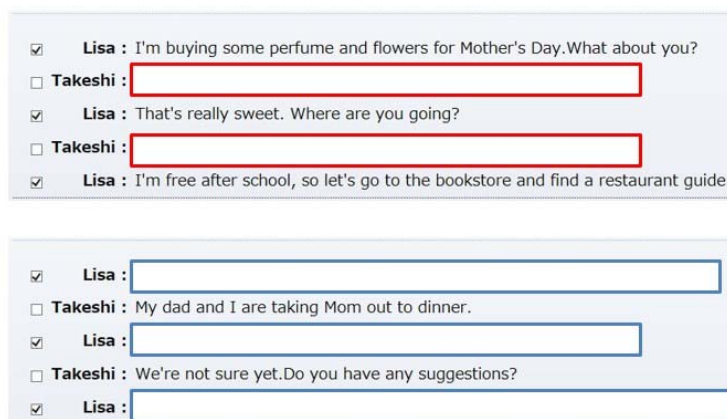 Lisa : I'm buying some perfume and flowers for Mother's Day.What about you?
Takeshi :
Lisa : That's really sweet. Where are you going?
Takeshi :
Lisa : I'm free after school, so let's go to the bookstore and find a restaurant guide
Lisa :
Takeshi : My dad and I are taking Mom out to dinner.
Lisa :
Takeshi : We're not sure yet.Do you have any suggestions?
Lisa :